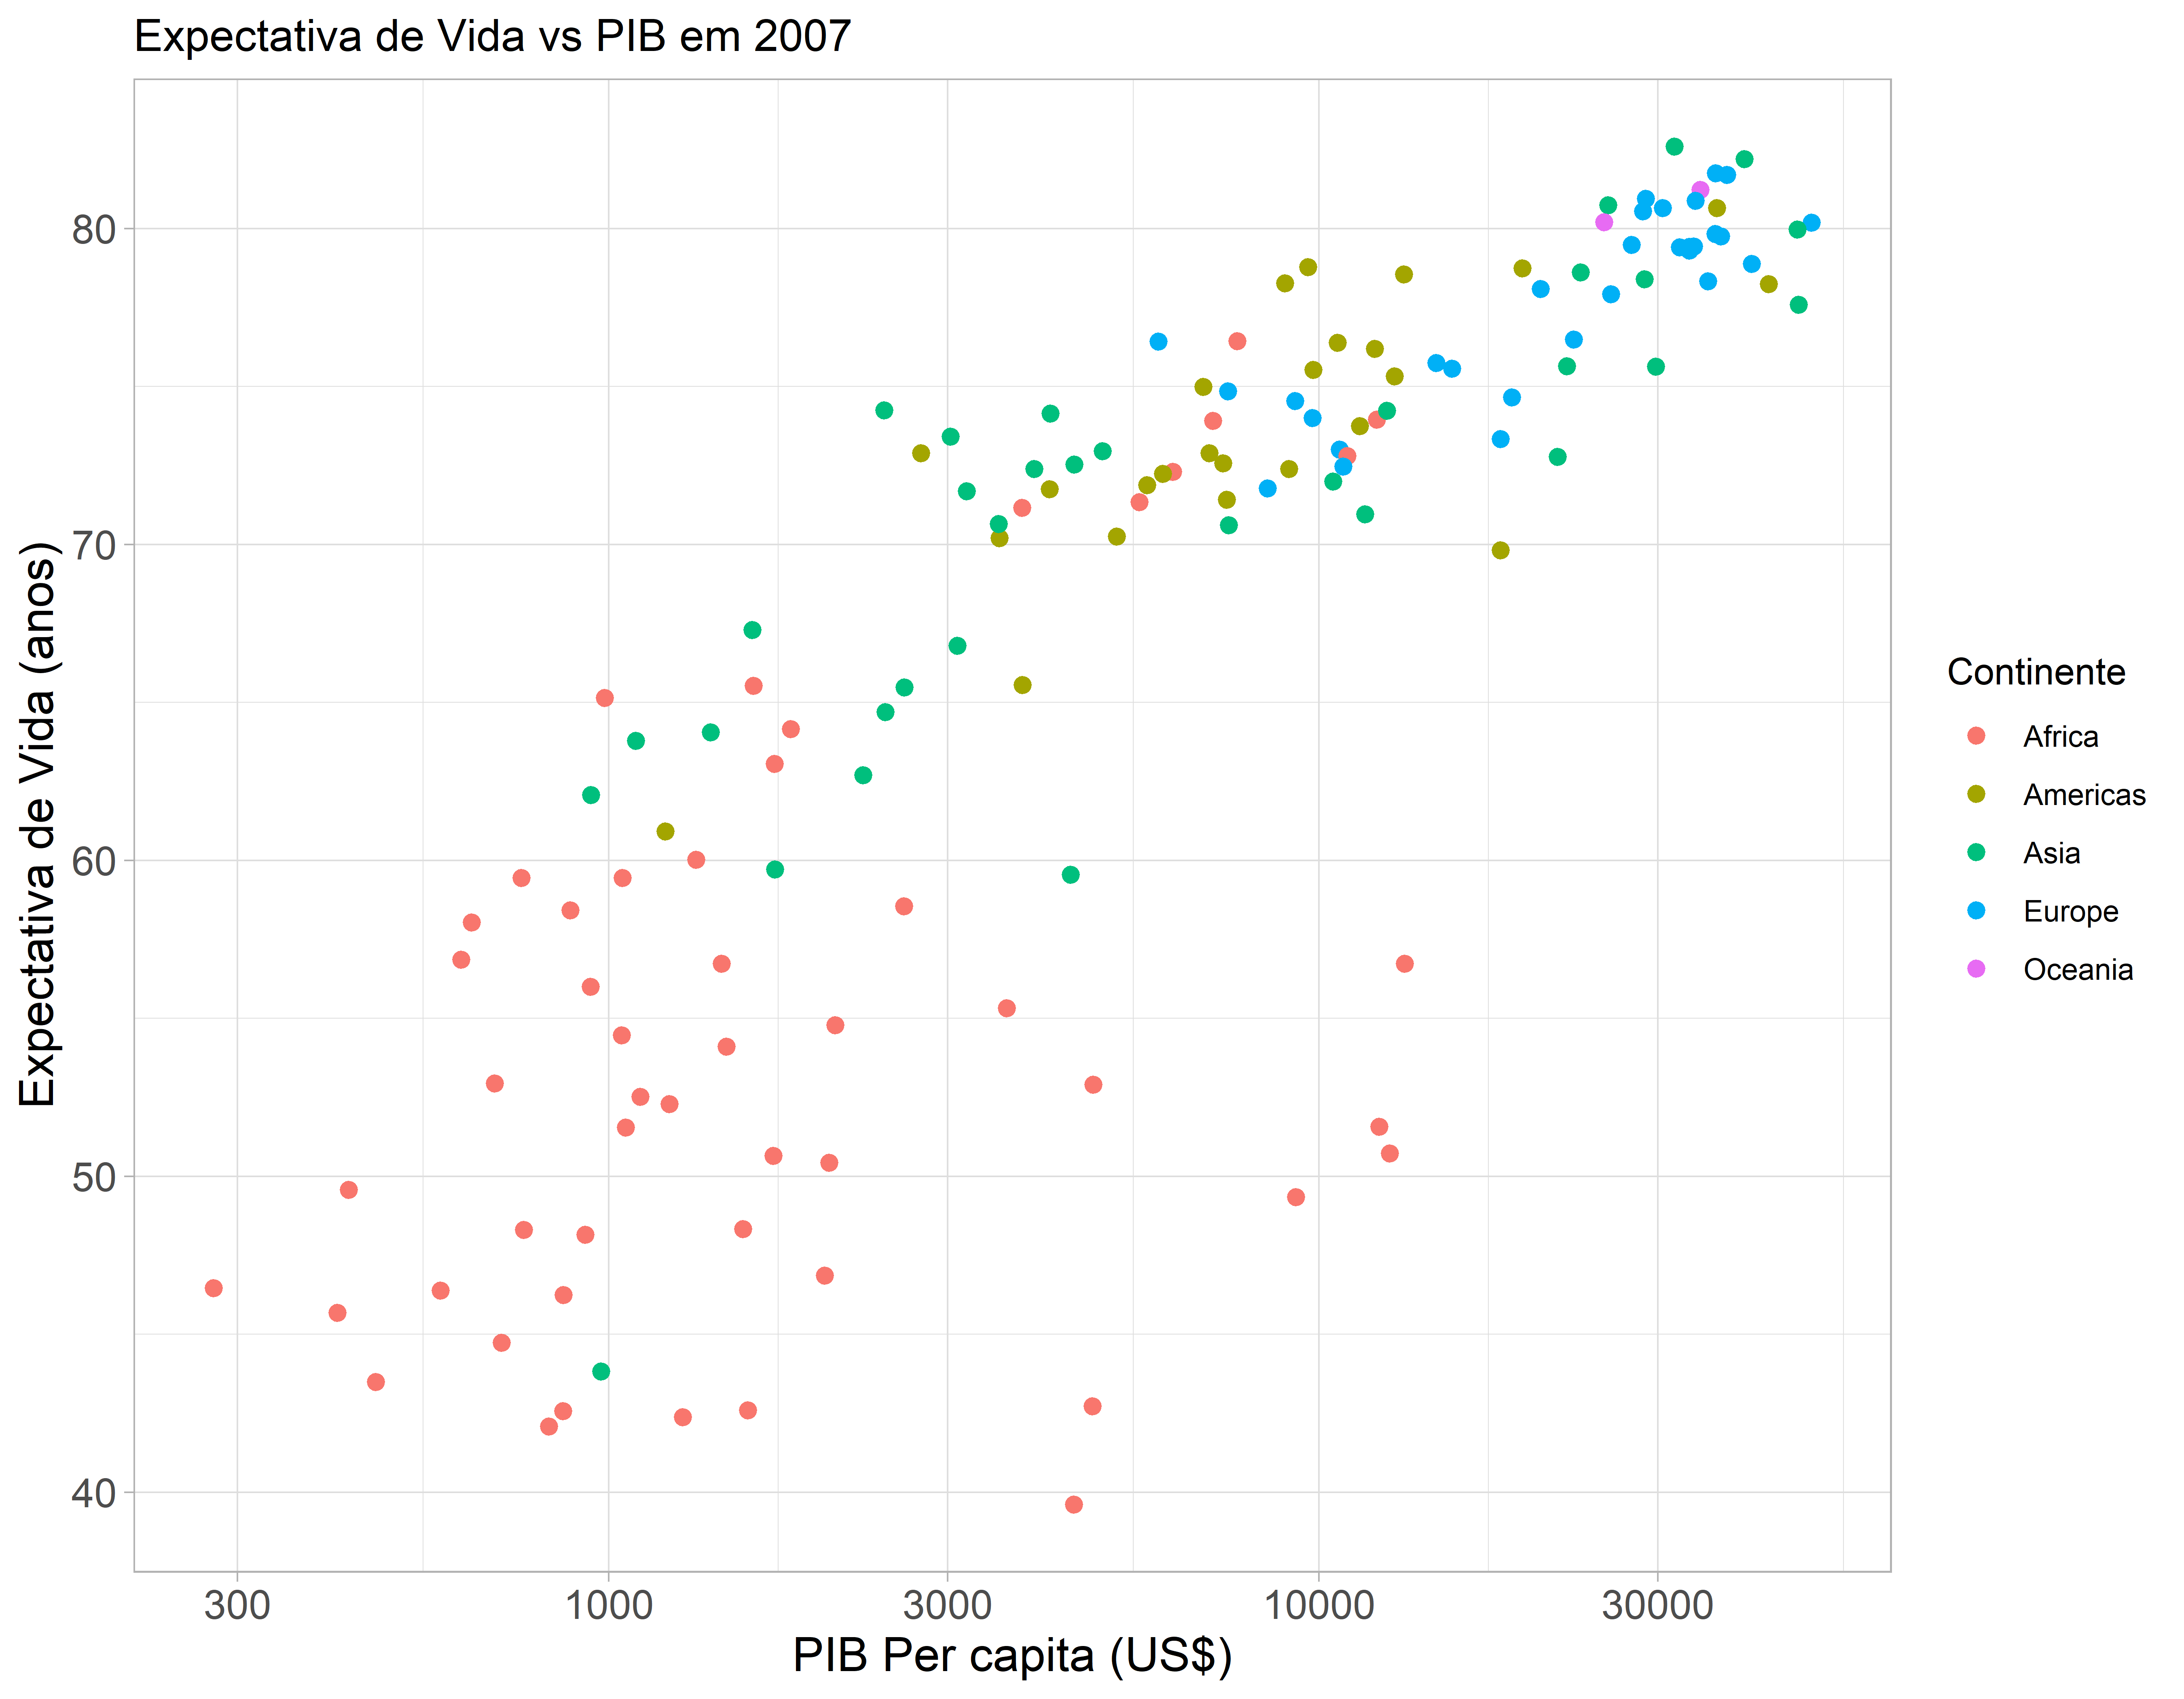 Expectativa de Vida vs PIB em 2007
Expectativa de Vida (anos)
80
70
60
50
40
300 1000 3000 10000 30000
PIB Per capita (US$)
Continente
Africa
Americas
Asia
Europe
Oceania